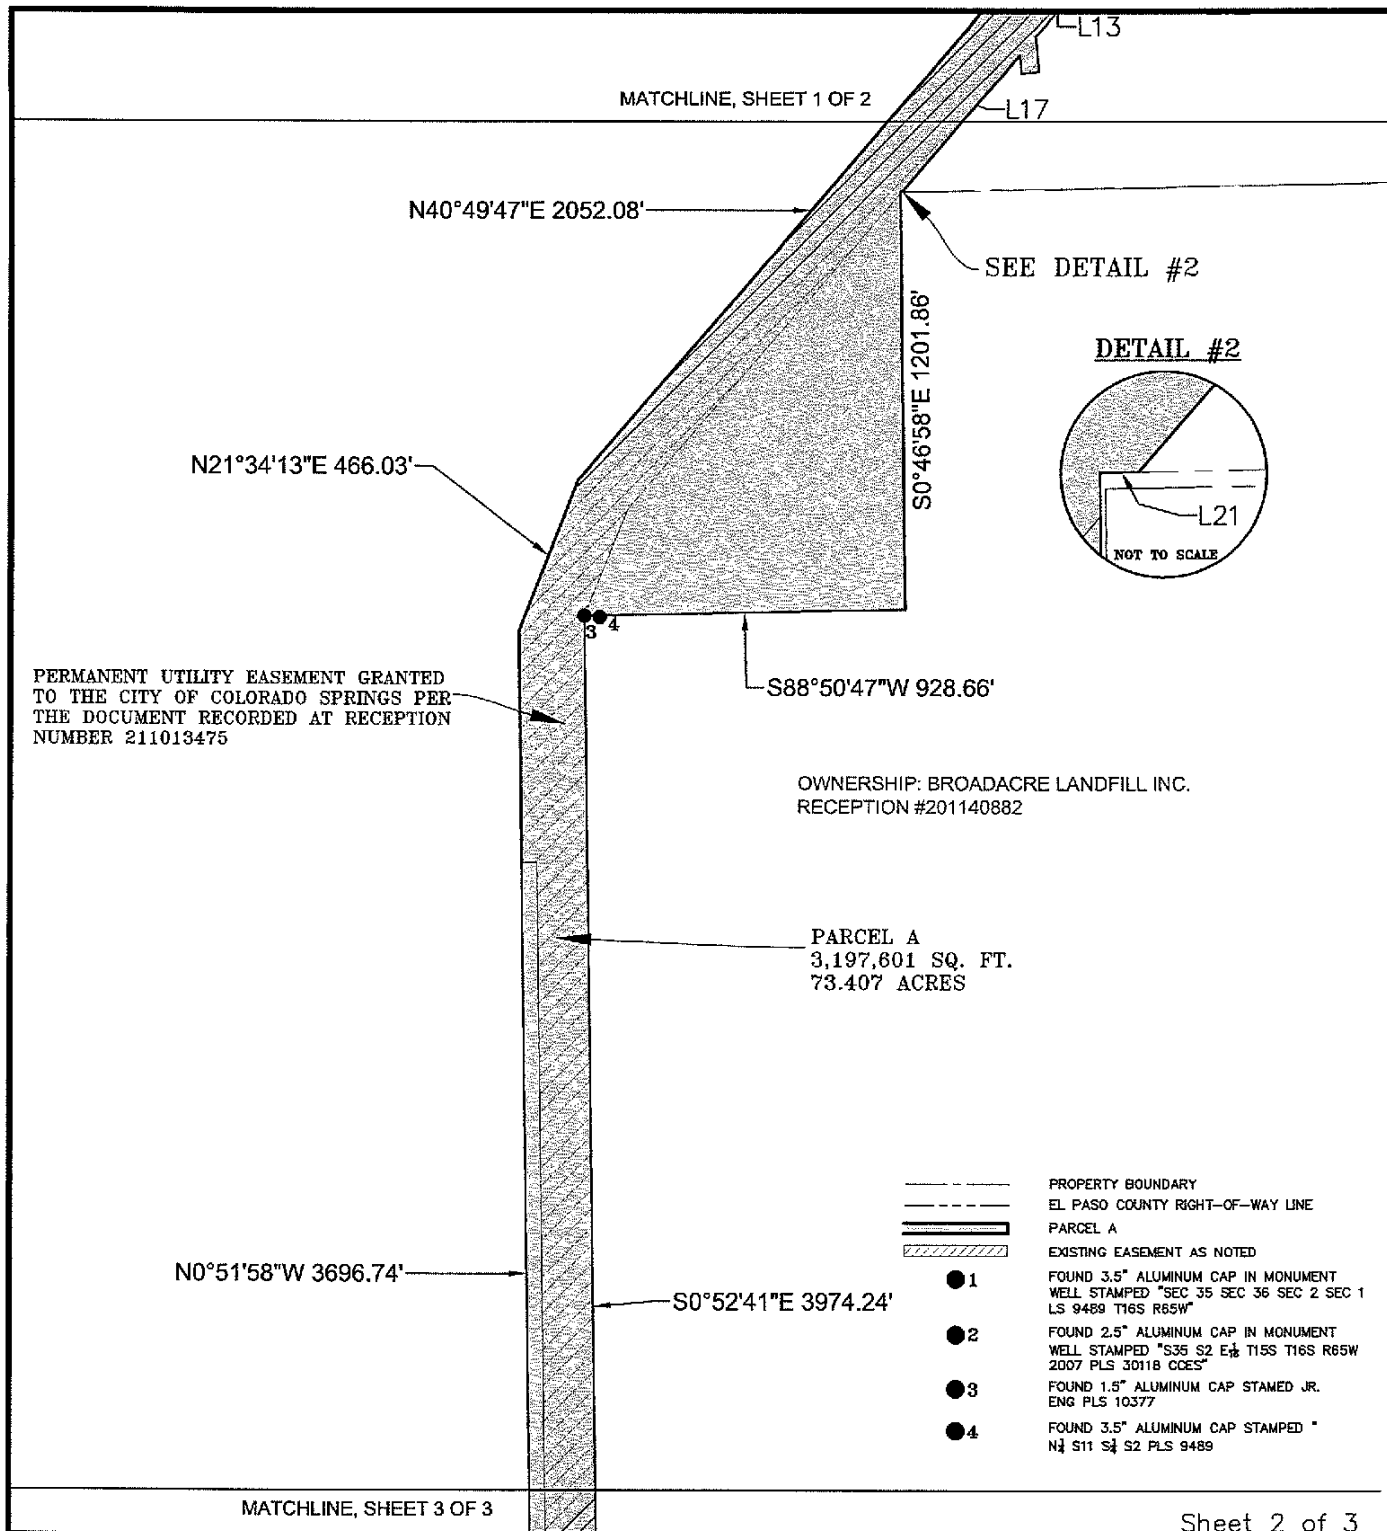 L13
MATCHLINE, SHEET 1 OF 2
L17
N40°49'47"E 2052.08'
SEE DETAIL #2
S0°46'58"E 1201.86'
DETAIL #2
N21°34'13"E 466.03'
L21
NOT TO SCALE
3 4
S88°50'47"W 928.66'
PERMANENT UTILITY EASEMENT GRANTED
TO THE CITY OF COLORADO SPRINGS PER
THE DOCUMENT RECORDED AT RECEPTION
NUMBER 211013475
OWNERSHIP: BROADACRE LANDFILL INC.
RECEPTION #201140882
PARCEL A
3,197,601 SQ. FT.
73.407 ACRES
PROPERTY BOUNDARY
EL PASO COUNTY RIGHT-OF-WAY LINE
PARCEL A
EXISTING EASEMENT AS NOTED
N0°51'58"W 3696.74'
S0°52'41"E 3974.24'
1 FOUND 3.5" ALUMINUM CAP IN MONUMENT
WELL STAMPED "SEC 35 SEC 36 SEC 2 SEC 1
LS 9489 T16S R65W"
2 FOUND 2.5" ALUMINUM CAP IN MONUMENT
WELL STAMPED "S35 S2 E1/16 T15S T16S R65W
2007 PLS 30118 CCES"
3 FOUND 1.5" ALUMINUM CAP STAMED JR.
ENG PLS 10377
4 FOUND 3.5" ALUMINUM CAP STAMPED "
N¼ S11 S¼ S2 PLS 9489
MATCHLINE, SHEET 3 OF 3
Sheet 2 of 3